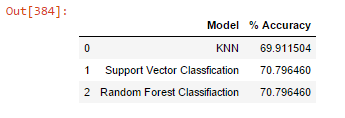 Out[384]:
Model % Accuracy
0 KNN 69.911504
1 Support Vector Classfication 70.796460
2 Random Forest Classifiaction 70.796460